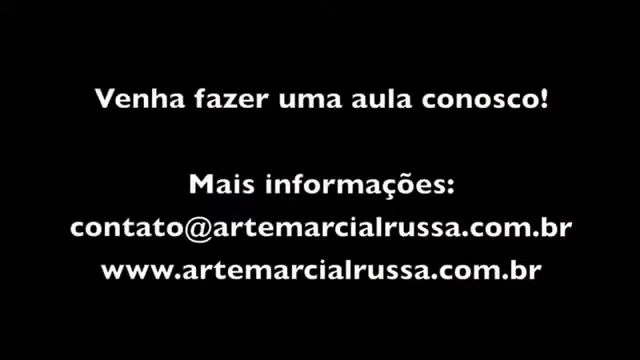 Venha fazer uma aula conosco!
Mais informações:
contato@artemarcialrussa.com.br
www.artemarcialrussa.com.br